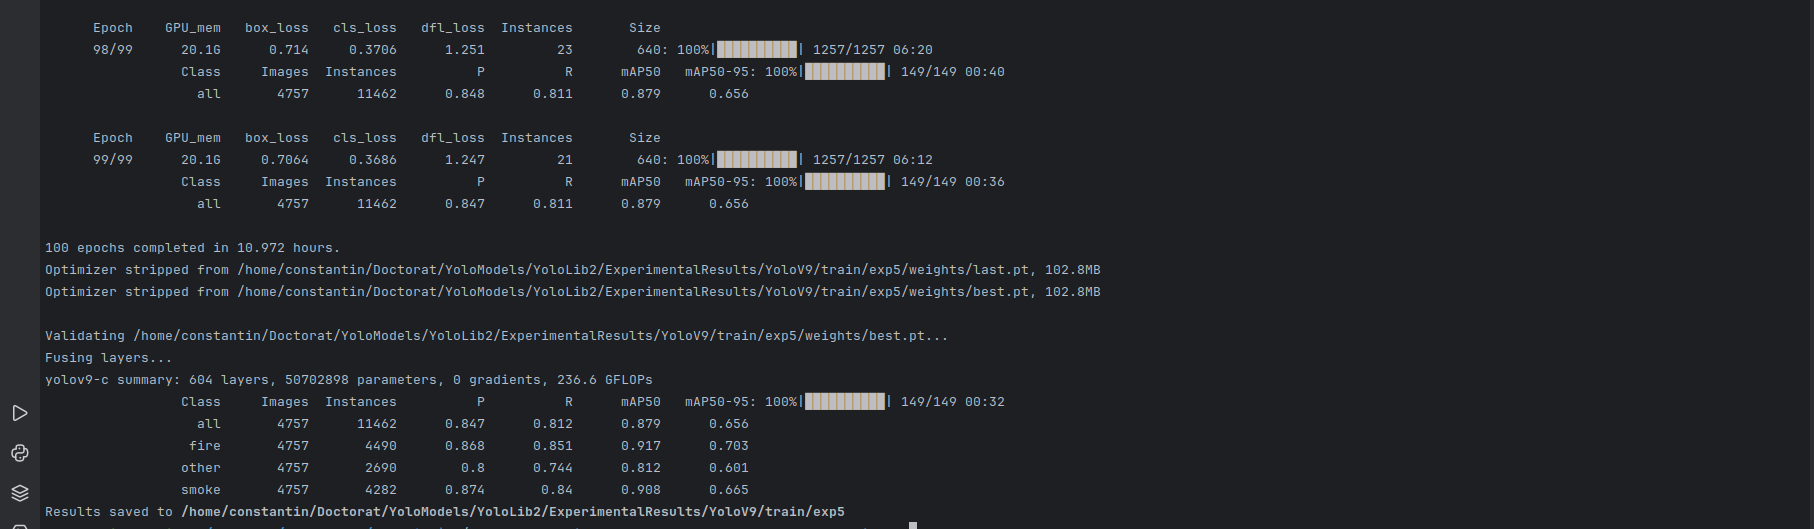 Epoch GPU_mem box_loss cls_loss dfl_loss Instances Size
98/99 20.1G 0.714 0.3706 1.251 23 640: 100%|██████████| 1257/1257 06:20
Class Images Instances P R mAP50 mAP50-95: 100%|██████████| 149/149 00:40
all 4757 11462 0.848 0.811 0.879 0.656
Epoch GPU_mem box_loss cls_loss dfl_loss Instances Size
99/99 20.1G 0.7064 0.3686 1.247 21 640: 100%|██████████| 1257/1257 06:12
Class Images Instances P R mAP50 mAP50-95: 100%|██████████| 149/149 00:36
all 4757 11462 0.847 0.811 0.879 0.656
100 epochs completed in 10.972 hours.
Optimizer stripped from /home/constantin/Doctorat/YoloModels/YoloLib2/ExperimentalResults/YoloV9/train/exp5/weights/last.pt, 102.8MB
Optimizer stripped from /home/constantin/Doctorat/YoloModels/YoloLib2/ExperimentalResults/YoloV9/train/exp5/weights/best.pt, 102.8MB
Validating /home/constantin/Doctorat/YoloModels/YoloLib2/ExperimentalResults/YoloV9/train/exp5/weights/best.pt...
Fusing layers...
yolov9-c summary: 604 layers, 50702898 parameters, 0 gradients, 236.6 GFLOPs
Class Images Instances P R mAP50 mAP50-95: 100%|██████████| 149/149 00:32
all 4757 11462 0.847 0.812 0.879 0.656
fire 4757 4490 0.868 0.851 0.917 0.703
other 4757 2690 0.8 0.744 0.812 0.601
smoke 4757 4282 0.874 0.84 0.908 0.665
Results saved to /home/constantin/Doctorat/YoloModels/YoloLib2/ExperimentalResults/YoloV9/train/exp5